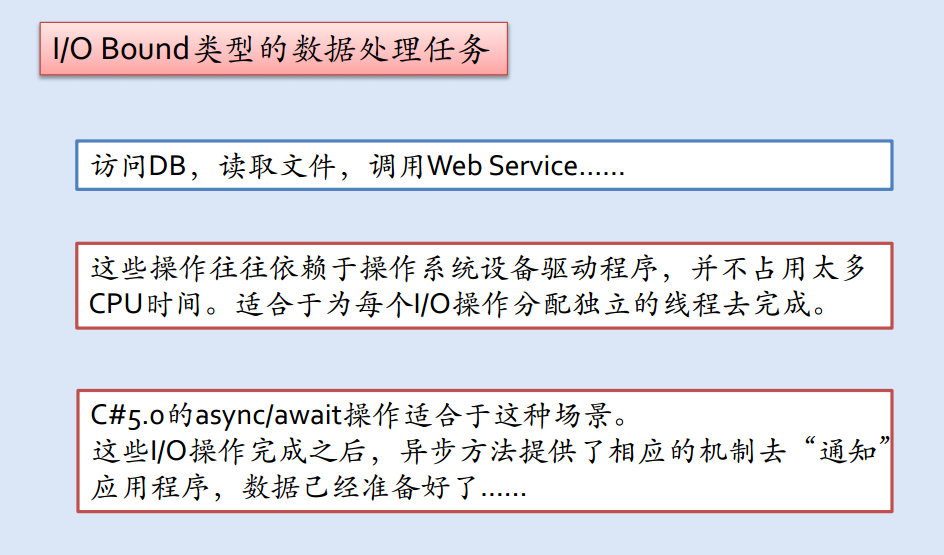 I/O Bound类型的数据处理任务
访问DB，读取文件，调用Web Service……
这些操作往往依赖于操作系统设备驱动程序，并不占用太多
CPU时间。适合于为每个I/O操作分配独立的线程去完成。
C#5.0的async/await操作适合于这种场景。
这些I/O操作完成之后，异步方法提供了相应的机制去“通知”
应用程序，数据已经准备好了……